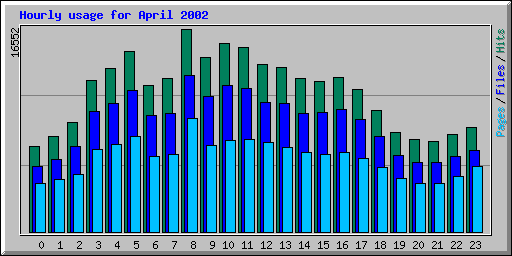 Hourly usage for April 2002
16552
Pages/Files/Hits
0 1 2 3 4 5 6 7 8 9 10 11 12 13 14 15 16 17 18 19 20 21 22 23